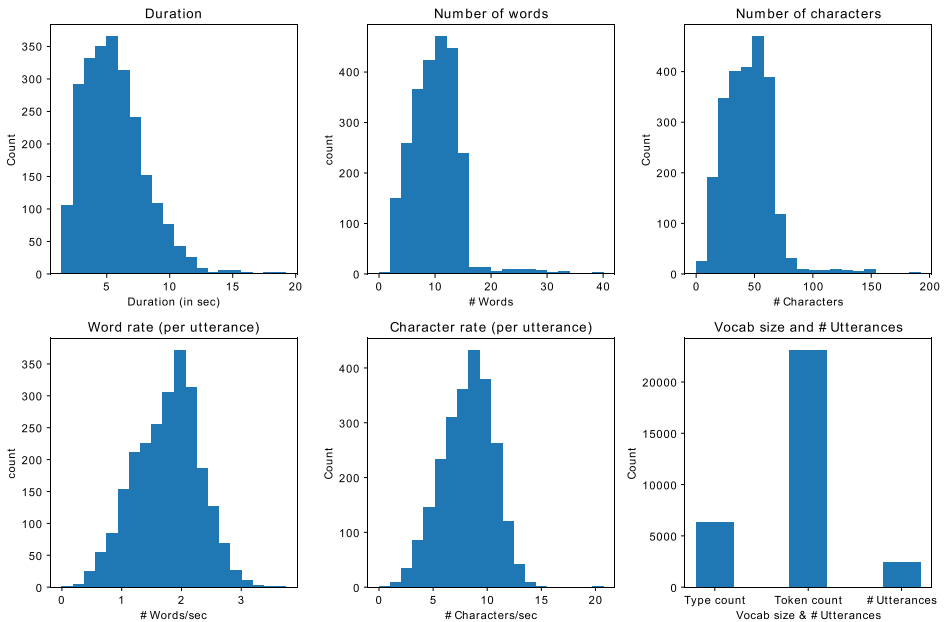 Duration
350
300
250
200
150
100
50
0
Count
5
10
15
20
Duration (in sec)
Number of words
400
300
200
100
0
count
0
10
20
30
40
# Words
Number of characters
400
300
200
100
0
Count
0
50
100
150
200
# Characters
Word rate (per utterance)
350
300
250
200
150
100
50
0
count
0
1
2
3
# Words/sec
Character rate (per utterance)
400
300
200
100
0
Count
0
5
10
15
20
# Characters/sec
Vocab size and # Utterances
20000
15000
10000
5000
0
Count
Type count
Token count
# Utterances
Vocab size & # Utterances